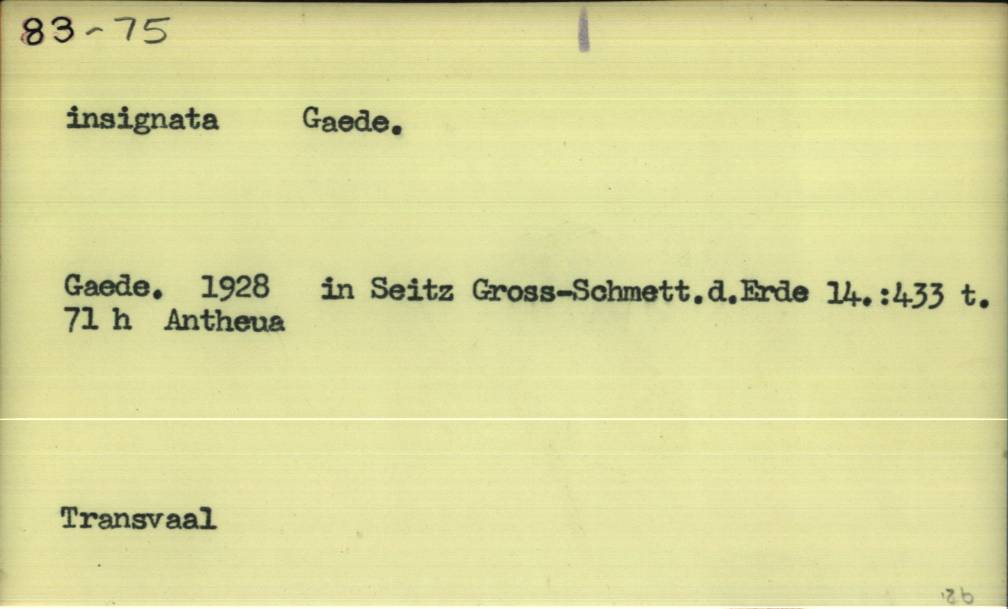 83-75
insignata Gaede.
Gaede. 1928 in Seitz Gross-Schmett.d.Erde 14.:433 t.
71 h Antheua
Transvaal